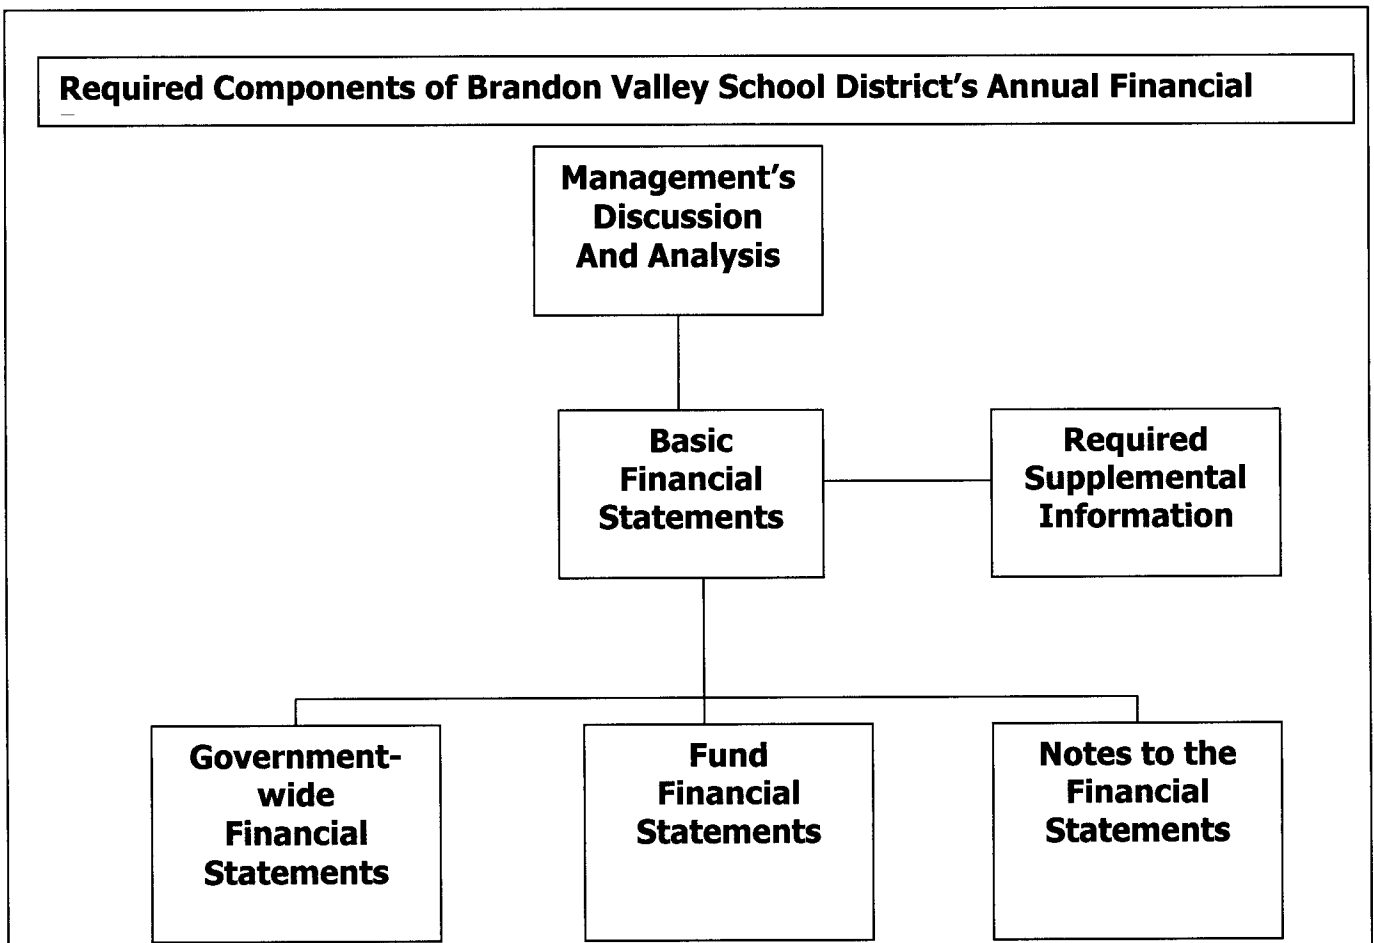 Required Components of Brandon Valley School District's Annual Financial
Management's
Discussion
And Analysis
Basic
Financial
Statements
Required
Supplemental
Information
Government-
wide
Financial
Statements
Fund
Financial
Statements
Notes to the
Financial
Statements